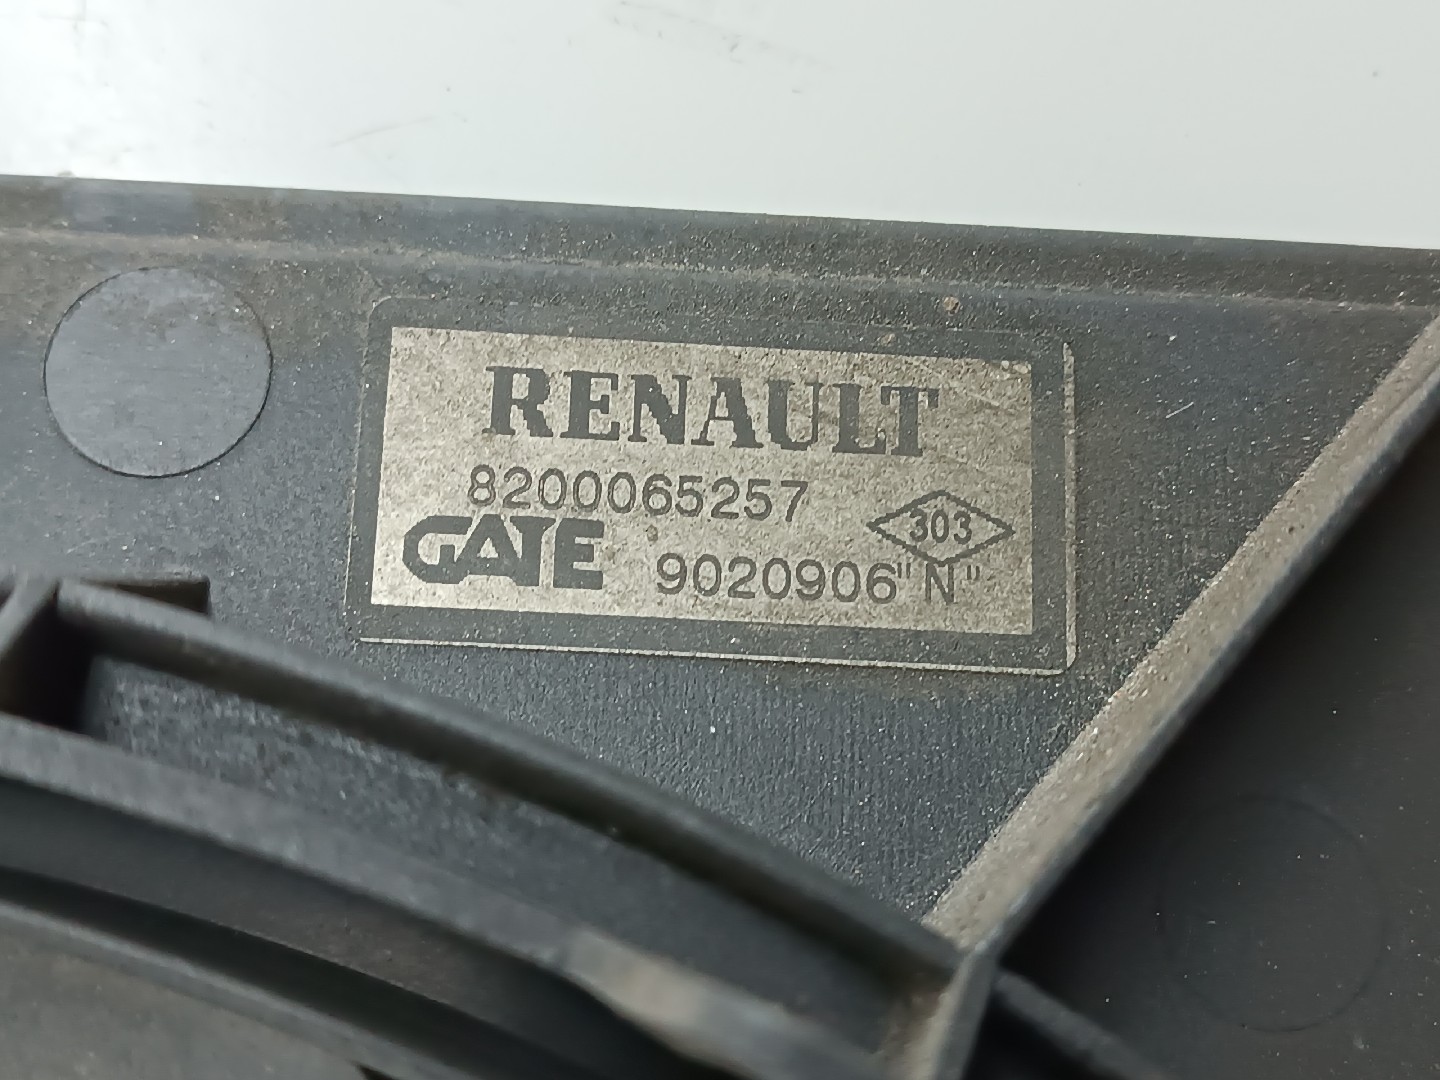 RENAULT
8200065257
303
GATE 9020906"N"